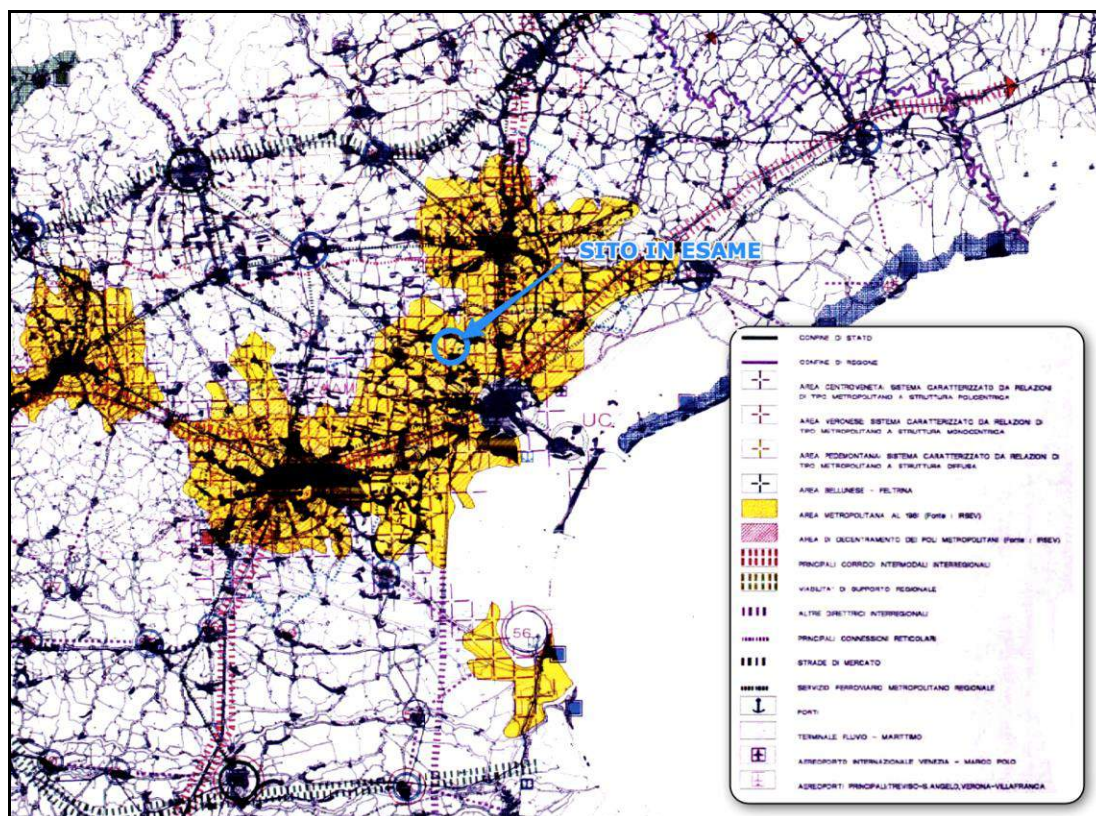 SITO IN ESAME
UC
56
CONFINE DI STATO
CONFINE DI REGIONE
AREA CENTROVENETA: SISTEMA CARATTERIZZATO DA RELAZIONI
DI TIPO METROPOLITANO A STRUTTURA POLICENTRICA
AREA VERONESE: SISTEMA CARATTERIZZATO DA RELAZIONI DI
TIPO METROPOLITANO A STRUTTURA MONOCENTRICA
AREA PEDEMONTANA: SISTEMA CARATTERIZZATO DA RELAZIONI DI
TIPO METROPOLITANO A STRUTTURA DIFFUSA
AREA BELLUNESE - FELTRINA
AREA METROPOLITANA AL 1981 (Fonte : IRSEV)
AREA DI DECENTRAMENTO DEI POLI METROPOLITANI (Fonte : IRSEV)
PRINCIPALI CORRIDOI INTERMODALI INTERREGIONALI
VIABILITA' DI SUPPORTO REGIONALE
ALTRE DIRETTRICI INTERREGIONALI
PRINCIPALI CONNESSIONI RETICOLARI
STRADE DI MERCATO
SERVIZIO FERROVIARIO METROPOLITANO REGIONALE
PORTI
TERMINALE FLUVIO - MARITTIMO
AEREOPORTO INTERNAZIONALE VENEZIA - MARCO POLO
AEREOPORTI PRINCIPALI:TREVISO-S.ANGELO,VERONA-VILLAFRANCA